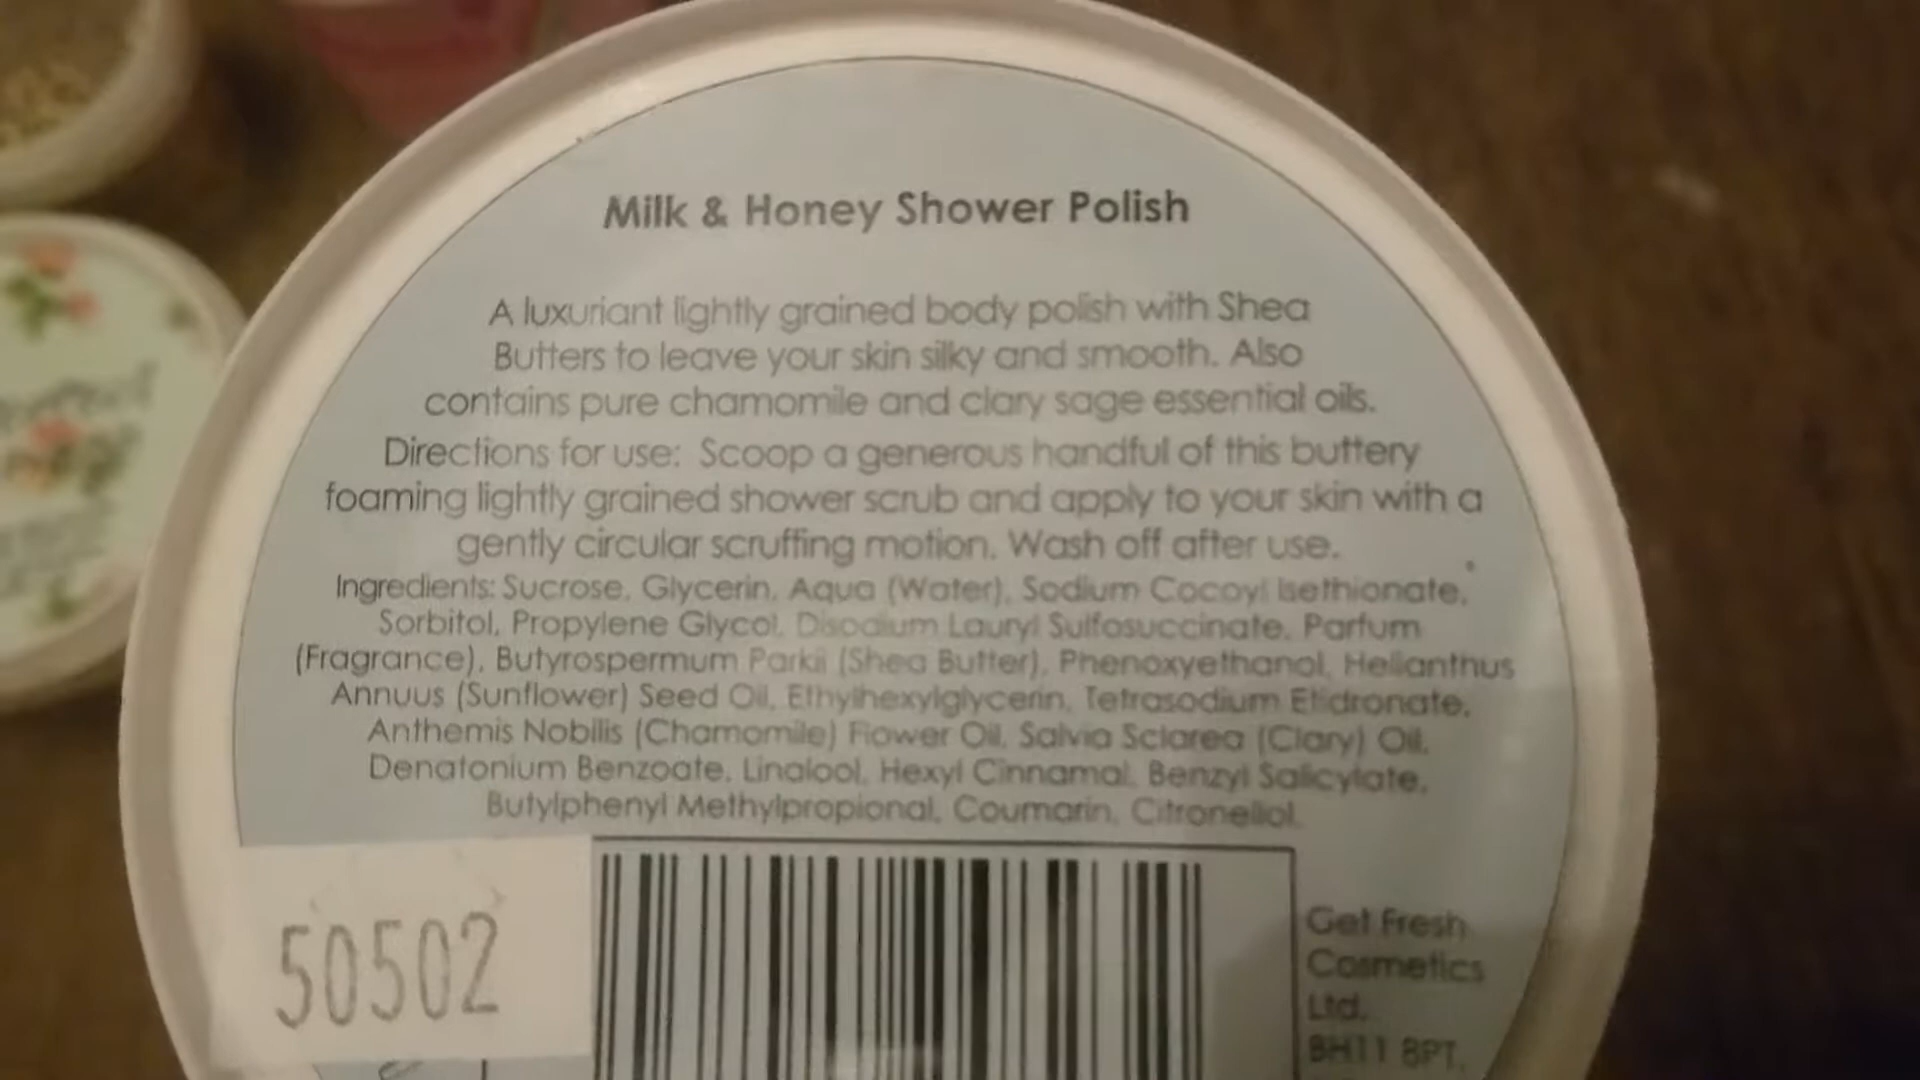 Milk & Honey Shower Polish
A luxuriant lightly grained body polish with Shea
Butters to leave your skin silky and smooth. Also
contains pure chamomile and clary sage essential oils.
Directions for use: Scoop a generous handful of this buttery
foaming lightly grained shower scrub and apply to your skin with a
gently circular scruffing motion. Wash off after use.
Ingredients: Sucrose, Glycerin, Aqua (Water), Sodium Cocoyl Isethionate,
Sorbitol, Propylene Glycol, Disodium Lauryl Sulfosuccinate, Parfum
(Fragrance), Butyrospermum Parkii (Shea Butter), Phenoxyethanol, Helianthus
Annuus (Sunflower) Seed Oil, Ethylhexylglycerin, Tetrasodium Etidronate,
Anthemis Nobilis (Chamomile) Flower Oil, Salvia Sclarea (Clary) Oil,
Denatonium Benzoate, Linalool, Hexyl Cinnamal, Benzyl Salicylate,
Butylphenyl Methylpropional, Coumarin, Citronellol.
50502
Get Fresh
Cosmetics
Ltd.
BH11 8PT.